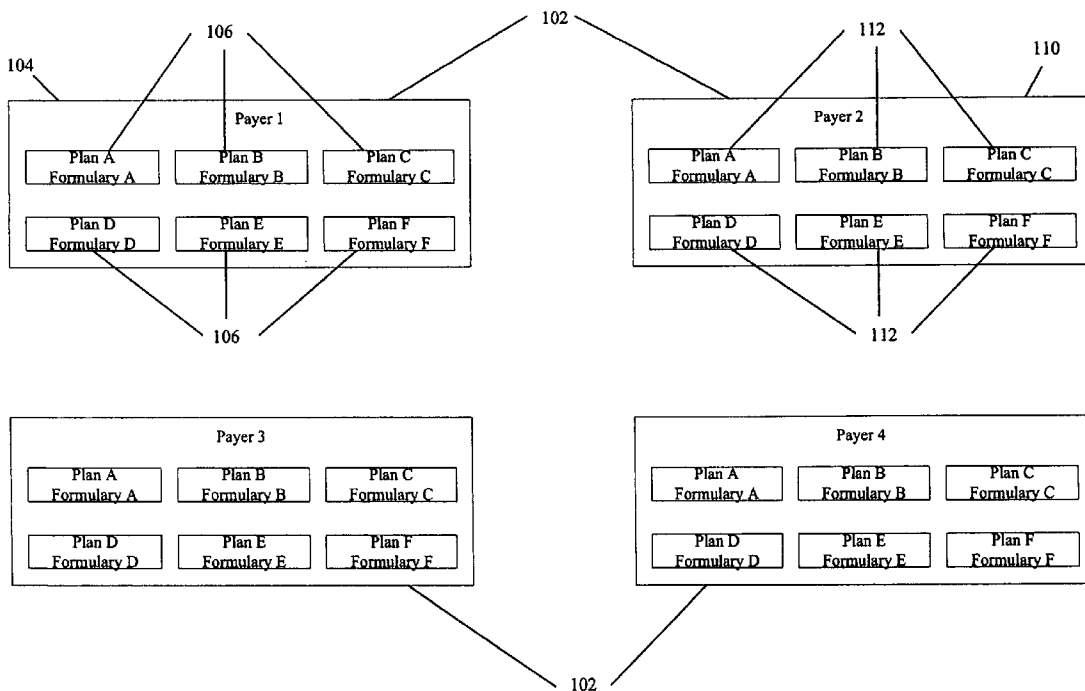 106
102
112
104
110
Payer 1
Plan A
Formulary A
Plan B
Formulary B
Plan C
Formulary C
Plan D
Formulary D
Plan E
Formulary E
Plan F
Formulary F
Payer 2
Plan A
Formulary A
Plan B
Formulary B
Plan C
Formulary C
Plan D
Formulary D
Plan E
Formulary E
Plan F
Formulary F
106
112
Payer 3
Plan A
Formulary A
Plan B
Formulary B
Plan C
Formulary C
Plan D
Formulary D
Plan E
Formulary E
Plan F
Formulary F
Payer 4
Plan A
Formulary A
Plan B
Formulary B
Plan C
Formulary C
Plan D
Formulary D
Plan E
Formulary E
Plan F
Formulary F
102